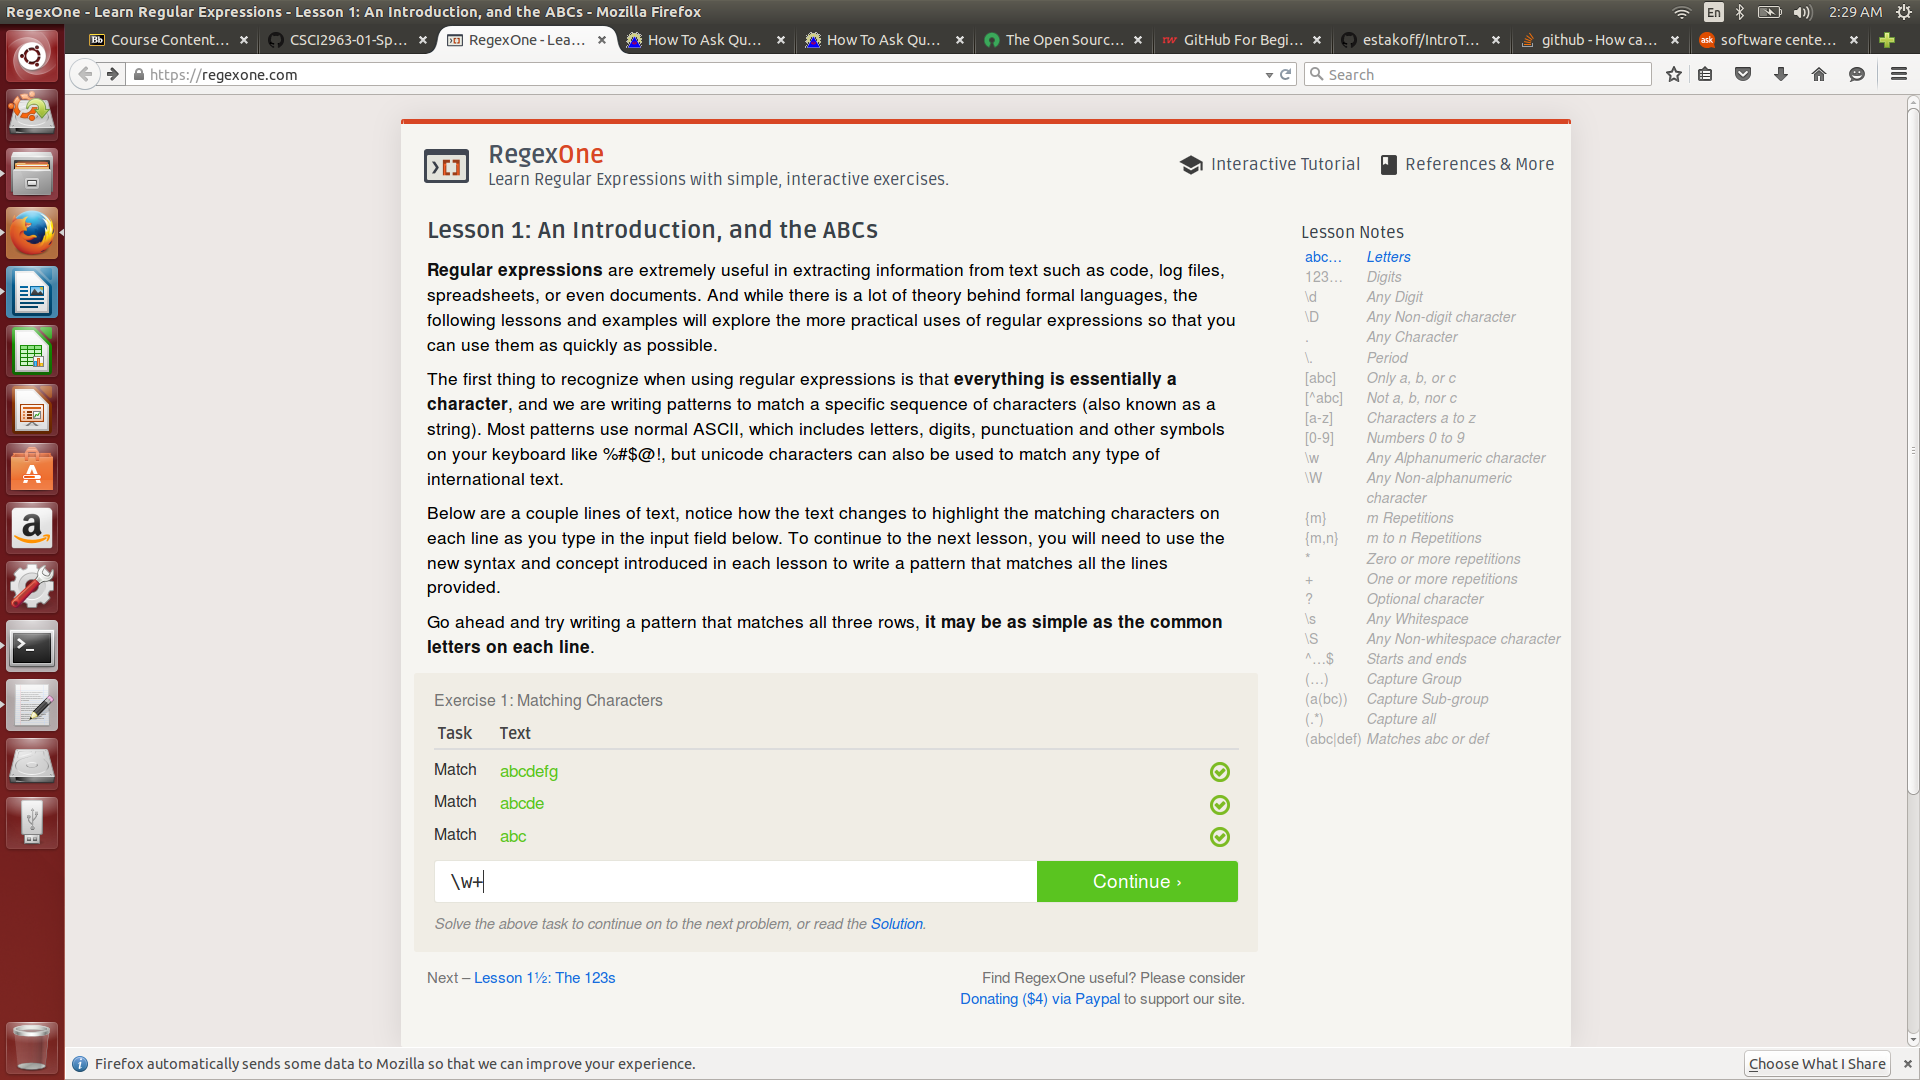 RegexOne - Learn Regular Expressions - Lesson 1: An Introduction, and the ABCs - Mozilla Firefox
En
2:29 AM
Bb Course Content...
CSCI2963-01-Sp...
RegexOne - Lea...
How To Ask Qu...
How To Ask Qu...
The Open Sourc...
GitHub For Begi...
estakoff/IntroT...
github - How ca...
ask software cente...
https://regexone.com
Search
RegexOne
Learn Regular Expressions with simple, interactive exercises.
Interactive Tutorial
References & More
Lesson 1: An Introduction, and the ABCs
Regular expressions are extremely useful in extracting information from text such as code, log files,
spreadsheets, or even documents. And while there is a lot of theory behind formal languages, the
following lessons and examples will explore the more practical uses of regular expressions so that you
can use them as quickly as possible.
The first thing to recognize when using regular expressions is that everything is essentially a
character, and we are writing patterns to match a specific sequence of characters (also known as a
string). Most patterns use normal ASCII, which includes letters, digits, punctuation and other symbols
on your keyboard like %#$@!, but unicode characters can also be used to match any type of
international text.
Below are a couple lines of text, notice how the text changes to highlight the matching characters on
each line as you type in the input field below. To continue to the next lesson, you will need to use the
new syntax and concept introduced in each lesson to write a pattern that matches all the lines
provided.
Go ahead and try writing a pattern that matches all three rows, it may be as simple as the common
letters on each line.
Exercise 1: Matching Characters
Task Text
Match abcdefg
Match abcde
Match abc
\w+
Continue ›
Solve the above task to continue on to the next problem, or read the Solution.
Next – Lesson 1½: The 123s
Find RegexOne useful? Please consider
Donating ($4) via Paypal to support our site.
Lesson Notes
abc… Letters
123… Digits
\d Any Digit
\D Any Non-digit character
. Any Character
\. Period
[abc] Only a, b, or c
[^abc] Not a, b, nor c
[a-z] Characters a to z
[0-9] Numbers 0 to 9
\w Any Alphanumeric character
\W Any Non-alphanumeric
character
{m} m Repetitions
{m,n} m to n Repetitions
* Zero or more repetitions
+ One or more repetitions
? Optional character
\s Any Whitespace
\S Any Non-whitespace character
^…$ Starts and ends
(…) Capture Group
(a(bc)) Capture Sub-group
(.*) Capture all
(abc|def) Matches abc or def
Firefox automatically sends some data to Mozilla so that we can improve your experience.
Choose What I Share